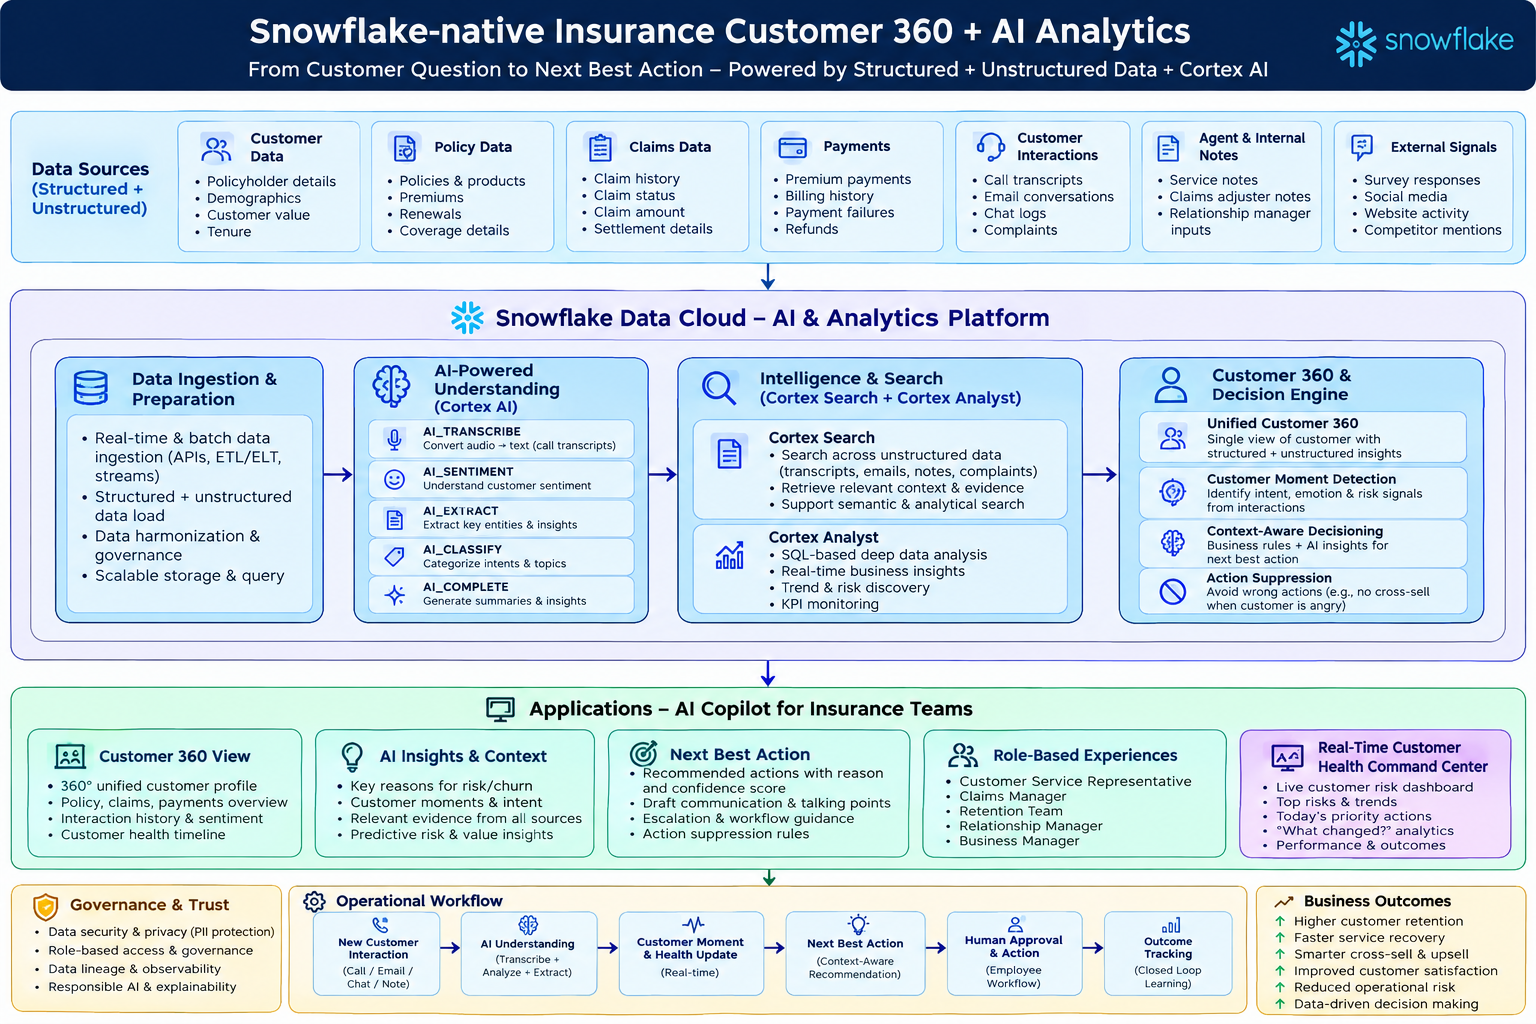 Snowflake-native Insurance Customer 360 + AI Analytics
From Customer Question to Next Best Action – Powered by Structured + Unstructured Data + Cortex AI
snowflake
Data Sources
(Structured +
Unstructured)
Customer
Data
• Policyholder details
• Demographics
• Customer value
• Tenure
Policy Data
• Policies & products
• Premiums
• Renewals
• Coverage details
Claims Data
• Claim history
• Claim status
• Claim amount
• Settlement details
Payments
• Premium payments
• Billing history
• Payment failures
• Refunds
Customer
Interactions
• Call transcripts
• Email conversations
• Chat logs
• Complaints
Agent & Internal
Notes
• Service notes
• Claims adjuster notes
• Relationship manager
inputs
External Signals
• Survey responses
• Social media
• Website activity
• Competitor mentions
Snowflake Data Cloud – AI & Analytics Platform
Data Ingestion &
Preparation
• Real-time & batch data
ingestion (APIs, ETL/ELT,
streams)
• Structured + unstructured
data load
• Data harmonization &
governance
• Scalable storage & query
AI-Powered
Understanding
(Cortex AI)
AI_TRANSCRIBE
Convert audio → text (call transcripts)
AI_SENTIMENT
Understand customer sentiment
AI_EXTRACT
Extract key entities & insights
AI_CLASSIFY
Categorize intents & topics
AI_COMPLETE
Generate summaries & insights
Intelligence & Search
(Cortex Search + Cortex Analyst)
Cortex Search
• Search across unstructured data
(transcripts, emails, notes, complaints)
• Retrieve relevant context & evidence
• Support semantic & analytical search
Cortex Analyst
• SQL-based deep data analysis
• Real-time business insights
• Trend & risk discovery
• KPI monitoring
Customer 360 &
Decision Engine
Unified Customer 360
Single view of customer with
structured + unstructured insights
Customer Moment Detection
Identify intent, emotion & risk signals
from interactions
Context-Aware Decisioning
Business rules + AI insights for
next best action
Action Suppression
Avoid wrong actions (e.g., no cross-sell
when customer is angry)
Applications – AI Copilot for Insurance Teams
Customer 360 View
• 360° unified customer profile
• Policy, claims, payments overview
• Interaction history & sentiment
• Customer health timeline
AI Insights & Context
• Key reasons for risk/churn
• Customer moments & intent
• Relevant evidence from all sources
• Predictive risk & value insights
Next Best Action
• Recommended actions with reason
and confidence score
• Draft communication & talking points
• Escalation & workflow guidance
• Action suppression rules
Role-Based Experiences
• Customer Service Representative
• Claims Manager
• Retention Team
• Relationship Manager
• Business Manager
Real-Time Customer
Health Command Center
• Live customer risk dashboard
• Top risks & trends
• Today's priority actions
• "What changed?" analytics
• Performance & outcomes
Governance & Trust
• Data security & privacy (PII protection)
• Role-based access & governance
• Data lineage & observability
• Responsible AI & explainability
Operational Workflow
New Customer
Interaction
(Call / Email /
Chat / Note)
AI Understanding
(Transcribe +
Analyze + Extract)
Customer Moment
& Health Update
(Real-time)
Next Best Action
(Context-Aware
Recommendation)
Human Approval
& Action
(Employee
Workflow)
Outcome
Tracking
(Closed Loop
Learning)
Business Outcomes
↑ Higher customer retention
↑ Faster service recovery
↑ Smarter cross-sell & upsell
↑ Improved customer satisfaction
↑ Reduced operational risk
↑ Data-driven decision making